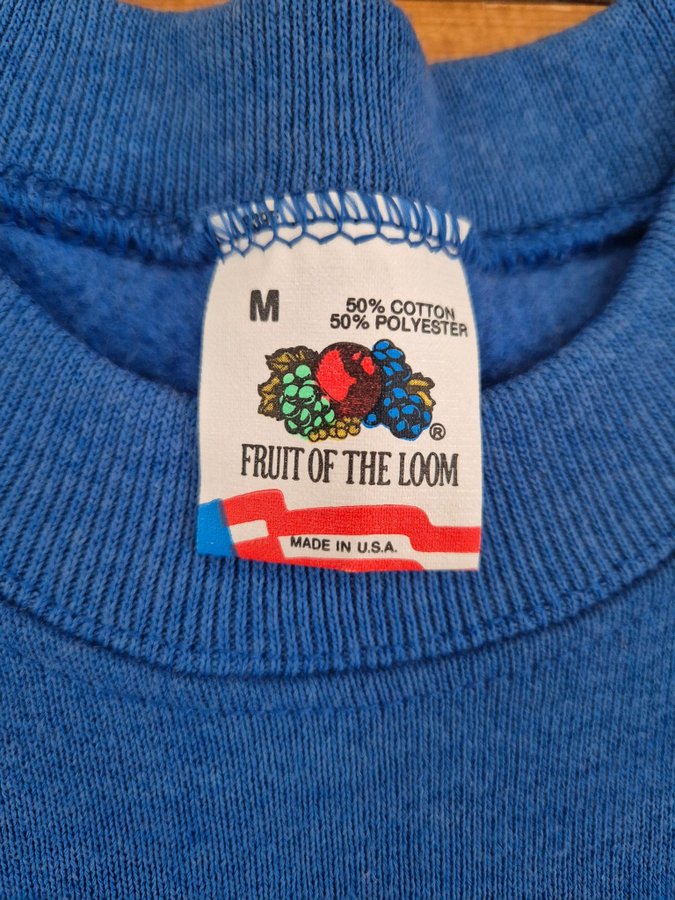 M
50% COTTON
50% POLYESTER
®
FRUIT OF THE LOOM
MADE IN U.S.A.